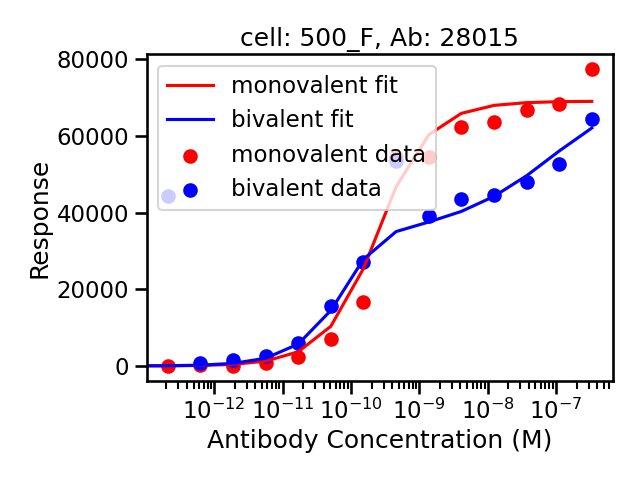 cell: 500_F, Ab: 28015
80000
60000
40000
20000
0
Response
monovalent fit
bivalent fit
monovalent data
bivalent data
10⁻¹² 10⁻¹¹ 10⁻¹⁰ 10⁻⁹ 10⁻⁸ 10⁻⁷
Antibody Concentration (M)